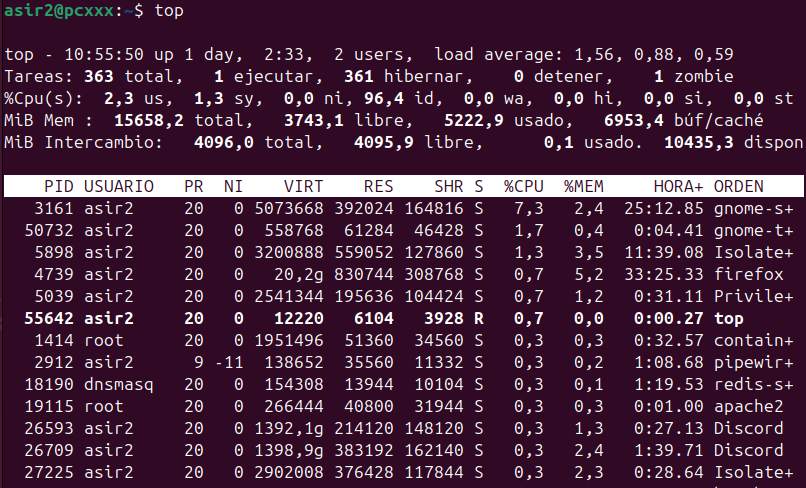 asir2@pcxxx:~$ top
top - 10:55:50 up 1 day,  2:33,  2 users,  load average: 1,56, 0,88, 0,59
Tareas: 363 total,   1 ejecutar,  361 hibernar,    0 detener,    1 zombie
%Cpu(s):  2,3 us,  1,3 sy,  0,0 ni, 96,4 id,  0,0 wa,  0,0 hi,  0,0 si,  0,0 st
MiB Mem :  15658,2 total,   3743,1 libre,   5222,9 usado,   6953,4 búf/caché
MiB Intercambio:   4096,0 total,   4095,9 libre,      0,1 usado.  10435,3 dispon
PID USUARIO   PR  NI    VIRT    RES    SHR S  %CPU  %MEM     HORA+ ORDEN
3161 asir2     20   0 5073668 392024 164816 S   7,3   2,4  25:12.85 gnome-s+
50732 asir2     20   0  558768  61284  46428 S   1,7   0,4   0:04.41 gnome-t+
5898 asir2     20   0 3200888 559052 127860 S   1,3   3,5  11:39.08 Isolate+
4739 asir2     20   0   20,2g 830744 308768 S   0,7   5,2  33:25.33 firefox
5039 asir2     20   0 2541344 195636 104424 S   0,7   1,2   0:31.11 Privile+
55642 asir2     20   0   12220   6104   3928 R   0,7   0,0   0:00.27 top
1414 root      20   0 1951496  51360  34560 S   0,3   0,3   0:32.57 contain+
2912 asir2      9 -11  138652  35560  11332 S   0,3   0,2   1:08.68 pipewir+
18190 dnsmasq   20   0  154308  13944  10104 S   0,3   0,1   1:19.53 redis-s+
19115 root      20   0  266444  40800  31944 S   0,3   0,3   0:01.00 apache2
26593 asir2     20   0 1392,1g 214120 148120 S   0,3   1,3   0:27.13 Discord
26709 asir2     20   0 1398,9g 383192 162140 S   0,3   2,4   1:39.71 Discord
27225 asir2     20   0 2902008 376428 117844 S   0,3   2,3   0:28.64 Isolate+